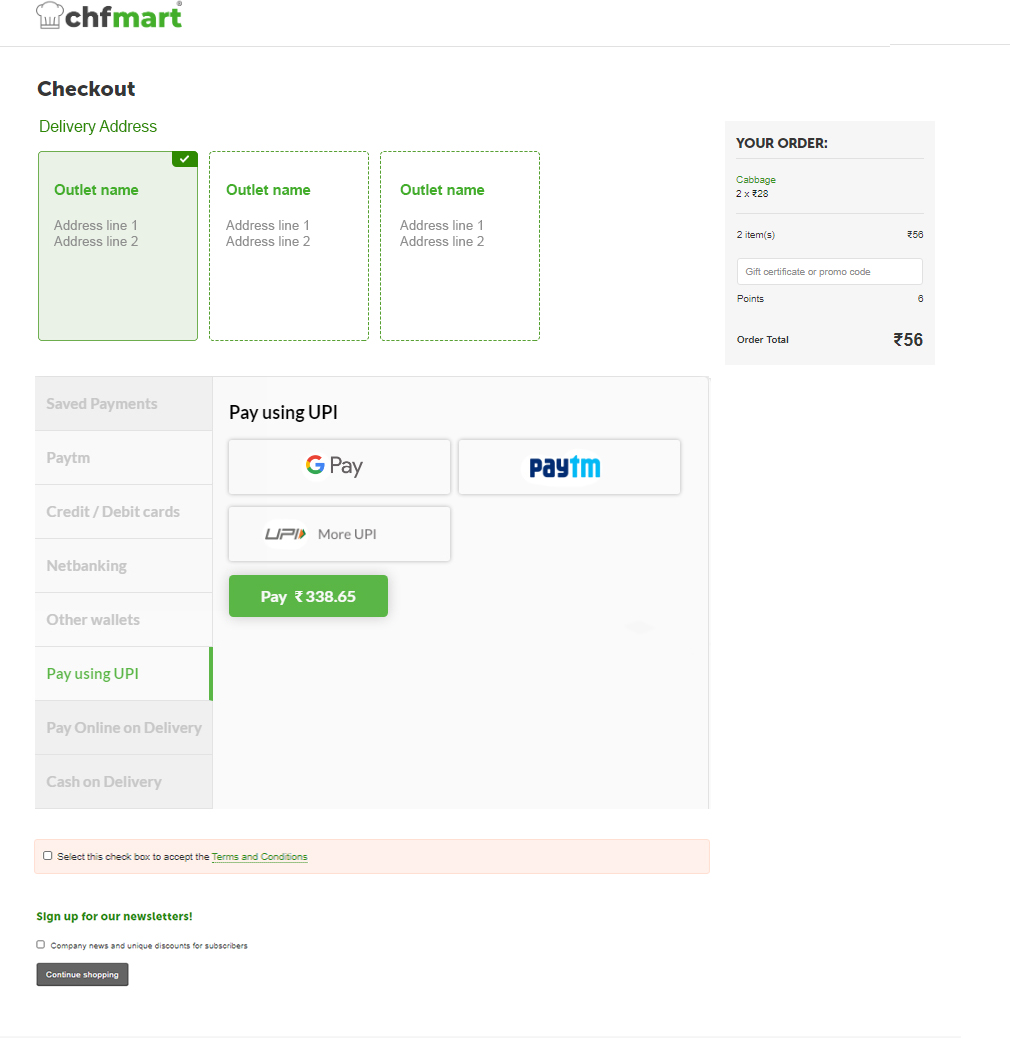 chfmart®
Checkout
Delivery Address
Outlet name
Address line 1
Address line 2
Outlet name
Address line 1
Address line 2
Outlet name
Address line 1
Address line 2
YOUR ORDER:
Cabbage
2 x ₹28
2 item(s) ₹56
Gift certificate or promo code
Points 6
Order Total ₹56
Saved Payments
Paytm
Credit / Debit cards
Netbanking
Other wallets
Pay using UPI
Pay Online on Delivery
Cash on Delivery
Pay using UPI
G Pay
paytm
UPI More UPI
Pay ₹ 338.65
Select this check box to accept the Terms and Conditions
Sign up for our newsletters!
Company news and unique discounts for subscribers
Continue shopping